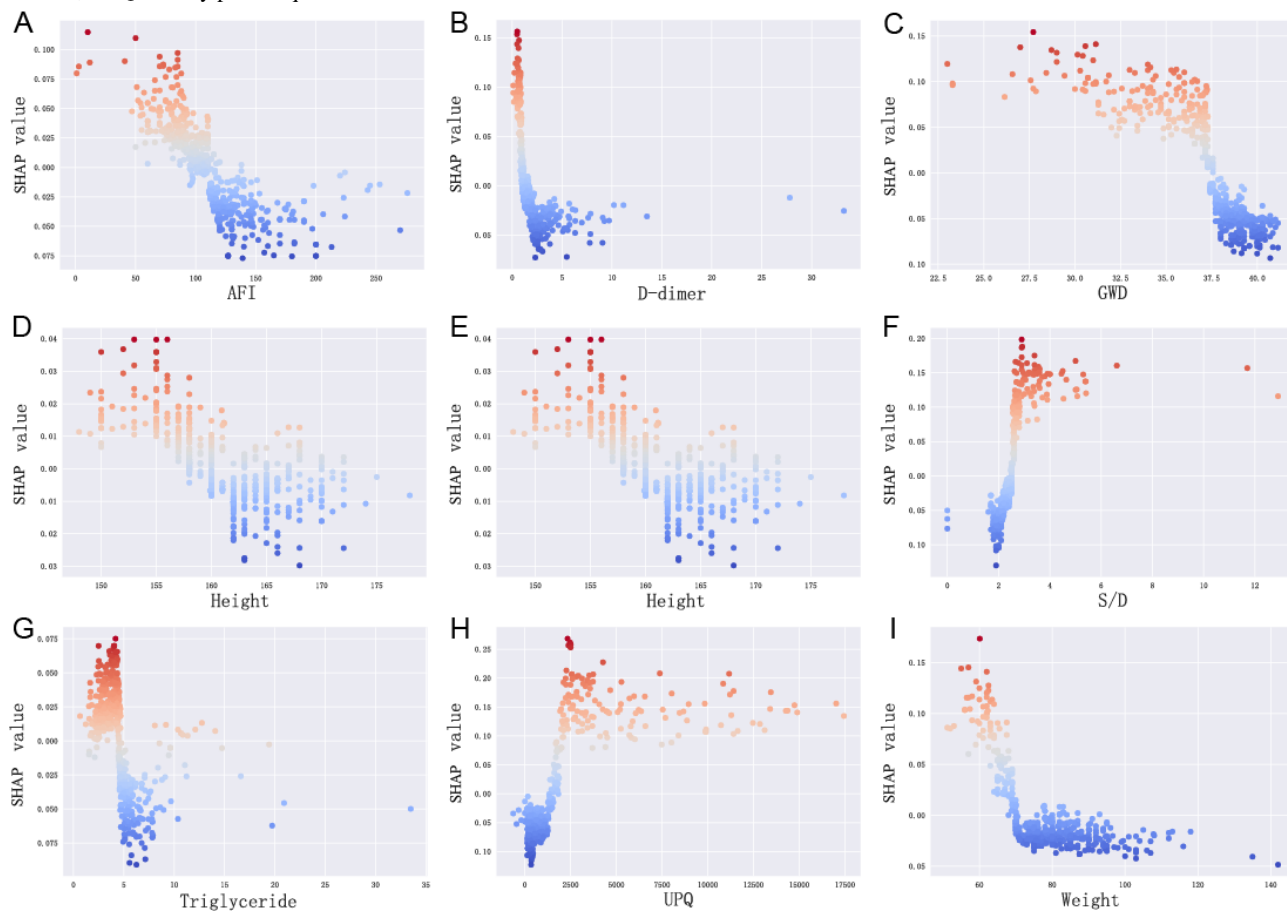 A
SHAP value
0.100
0.075
0.050
0.025
0.000
0.025
0.050
0.075
0 50 100 150 200 250
AFI
B
SHAP value
0.15
0.10
0.05
0.00
0.05
0 5 10 15 20 25 30
D-dimer
C
SHAP value
0.15
0.10
0.05
0.00
0.05
0.10
22.5 25.0 27.5 30.0 32.5 35.0 37.5 40.0
GWD
D
SHAP value
0.04
0.03
0.02
0.01
0.00
0.01
0.02
0.03
150 155 160 165 170 175
Height
E
SHAP value
0.04
0.03
0.02
0.01
0.00
0.01
0.02
0.03
150 155 160 165 170 175
Height
F
SHAP value
0.20
0.15
0.10
0.05
0.00
0.05
0.10
0 2 4 6 8 10 12
S/D
G
SHAP value
0.075
0.050
0.025
0.000
0.025
0.050
0.075
0 5 10 15 20 25 30 35
Triglyceride
H
SHAP value
0.25
0.20
0.15
0.10
0.05
0.00
0.05
0.10
0 2500 5000 7500 10000 12500 15000 17500
UPQ
I
SHAP value
0.15
0.10
0.05
0.00
0.05
60 80 100 120 140
Weight